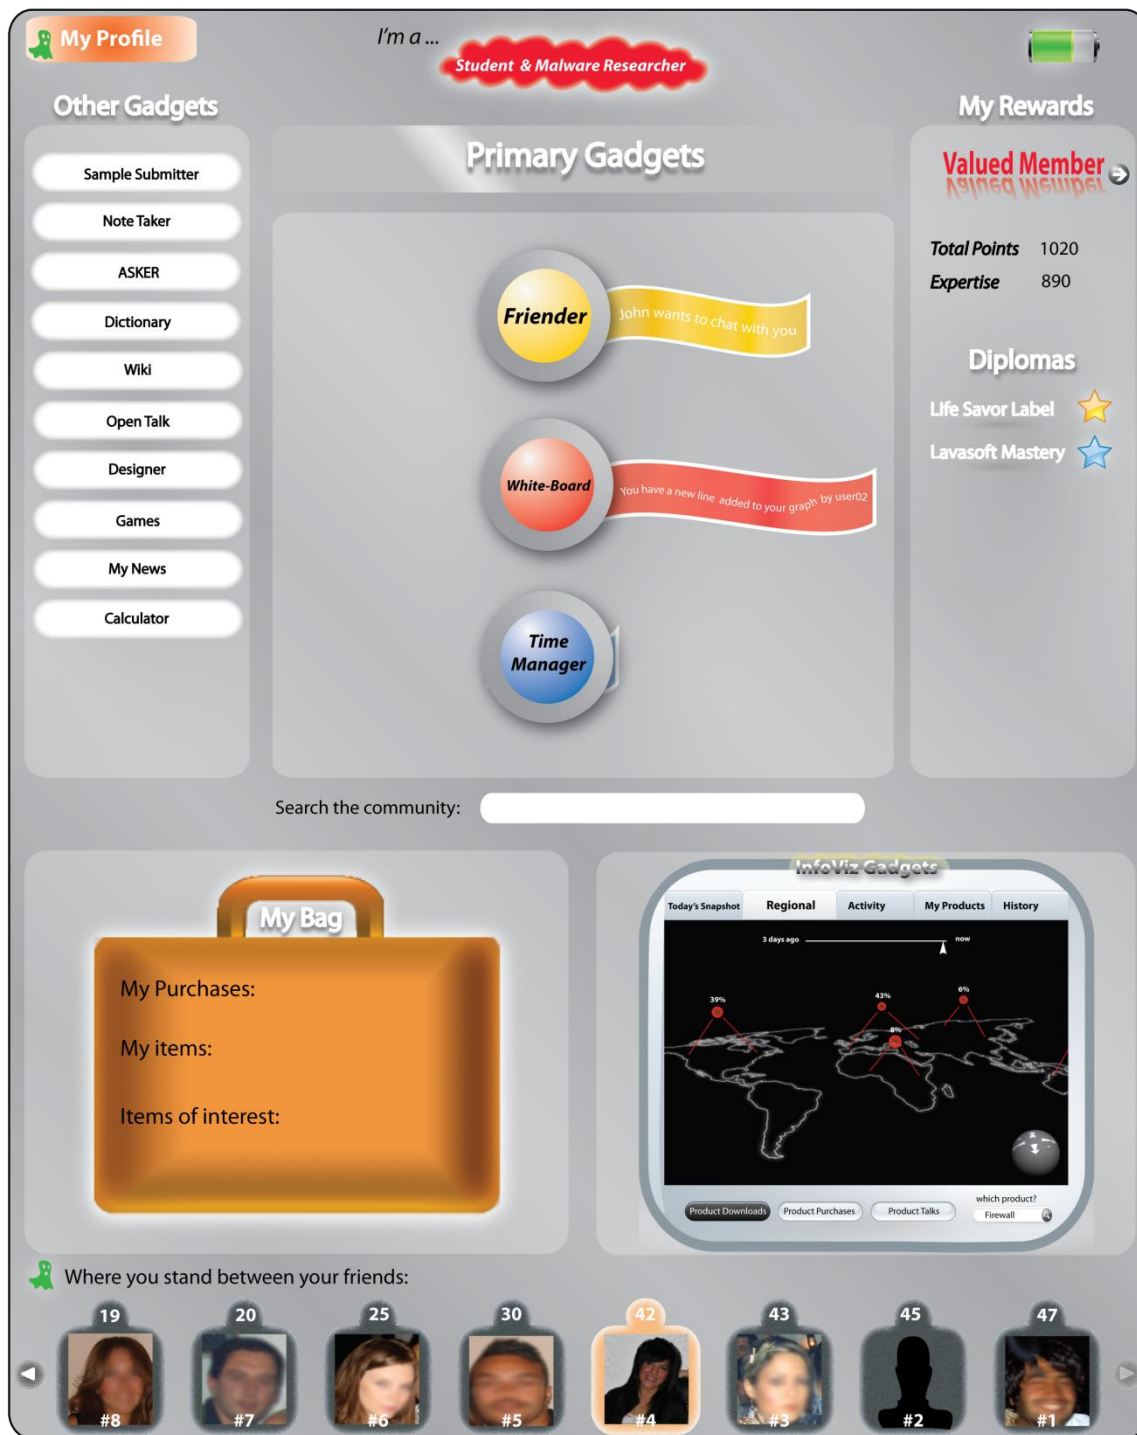 My Profile
I'm a ...
Student & Malware Researcher
Other Gadgets
Sample Submitter
Note Taker
ASKER
Dictionary
Wiki
Open Talk
Designer
Games
My News
Calculator
Primary Gadgets
Friender
John wants to chat with you
White-Board
You have a new line added to your graph by user02
Time
Manager
My Rewards
Valued Member
Total Points 1020
Expertise 890
Diplomas
Life Savor Label
Lavasoft Mastery
Search the community:
My Bag
My Purchases:
My items:
Items of interest:
InfoViz Gadgets
Today's Snapshot Regional Activity My Products History
3 days ago now
39% 43% 6%
8%
which product?
Product Downloads Product Purchases Product Talks Firewall
Where you stand between your friends:
19 20 25 30 42 43 45 47
#8 #7 #6 #5 #4 #3 #2 #1